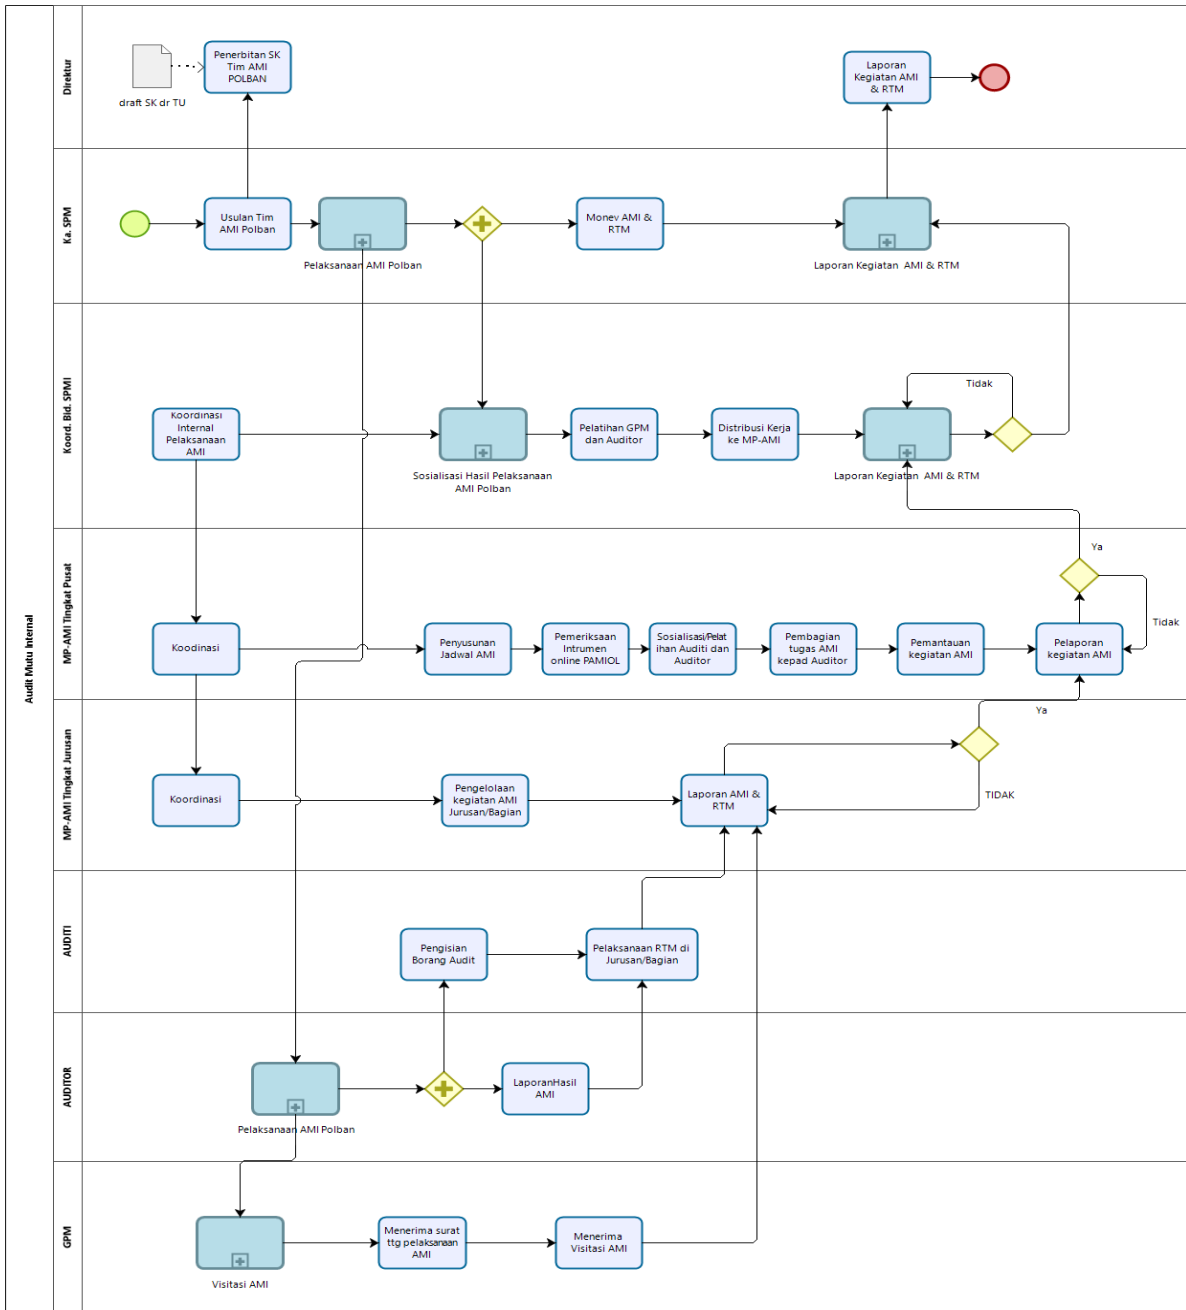 Audit Mutu Internal
Direktur
draft SK dr TU
Penerbitan SK
Tim AMI
POLBAN
Laporan
Kegiatan AMI
& RTM
Ka. SPM
Usulan Tim
AMI Polban
Pelaksanaan AMI Polban
Monev AMI &
RTM
Laporan Kegiatan  AMI & RTM
Koord. Bid. SPMI
Koordinasi
Internal
Pelaksanaan
AMI
Sosialisasi Hasil Pelaksanaan
AMI Polban
Pelatihan GPM
dan Auditor
Distribusi Kerja
ke MP-AMI
Laporan Kegiatan  AMI & RTM
Tidak
MP-AMI Tingkat Pusat
Koodinasi
Penyusunan
Jadwal AMI
Pemeriksaan
Intrumen
online PAMIOL
Sosialisasi/Pelat
ihan Auditi dan
Auditor
Pembagian
tugas AMI
kepad Auditor
Pemantauan
kegiatan AMI
Pelaporan
kegiatan AMI
Ya
Tidak
MP-AMI Tingkat Jurusan
Koordinasi
Pengelolaan
kegiatan AMI
Jurusan/Bagian
Laporan AMI &
RTM
Ya
TIDAK
AUDITI
Pengisian
Borang Audit
Pelaksanaan RTM di
Jurusan/Bagian
AUDITOR
Pelaksanaan AMI Polban
LaporanHasil
AMI
GPM
Visitasi AMI
Menerima surat
ttg pelaksanaan
AMI
Menerima
Visitasi AMI